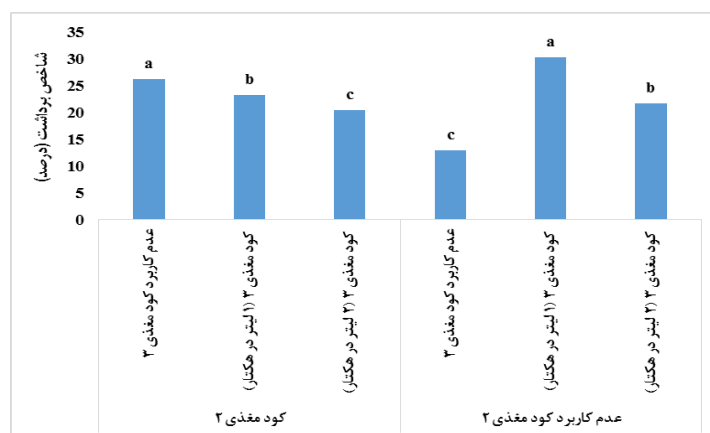 شاخص برداشت (درصد)
35
30
25
20
15
10
5
0
a
b
c
c
a
b
عدم کاربرد کود مغذی ۳
کود مغذی ۳ (۱ لیتر در هکتار)
کود مغذی ۳ (۲ لیتر در هکتار)
عدم کاربرد کود مغذی ۳
کود مغذی ۳ (۱ لیتر در هکتار)
کود مغذی ۳ (۲ لیتر در هکتار)
کود مغذی ۲
عدم کاربرد کود مغذی ۲